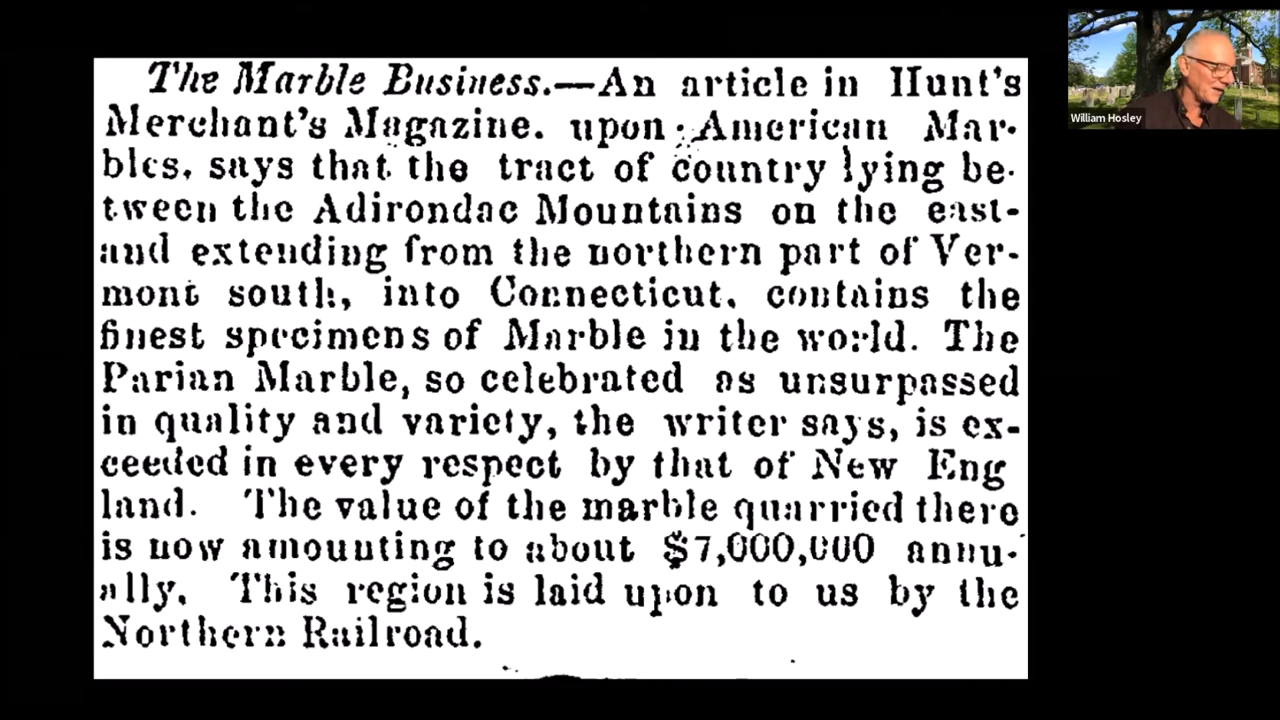 The Marble Business.—An article in Hunt's
Merchant's Magazine. upon American Mar-
bles, says that the tract of country lying be-
tween the Adirondac Mountains on the east-
and extending from the northern part of Ver-
mont south, into Connecticut, contains the
finest specimens of Marble in the world. The
Parian Marble, so celebrated as unsurpassed
in quality and variety, the writer says, is ex-
ceeded in every respect by that of New Eng
land. The value of the marble quarried there
is now amounting to about $7,000,000 annu-
ally. This region is laid upon to us by the
Northern Railroad.
William Hosley